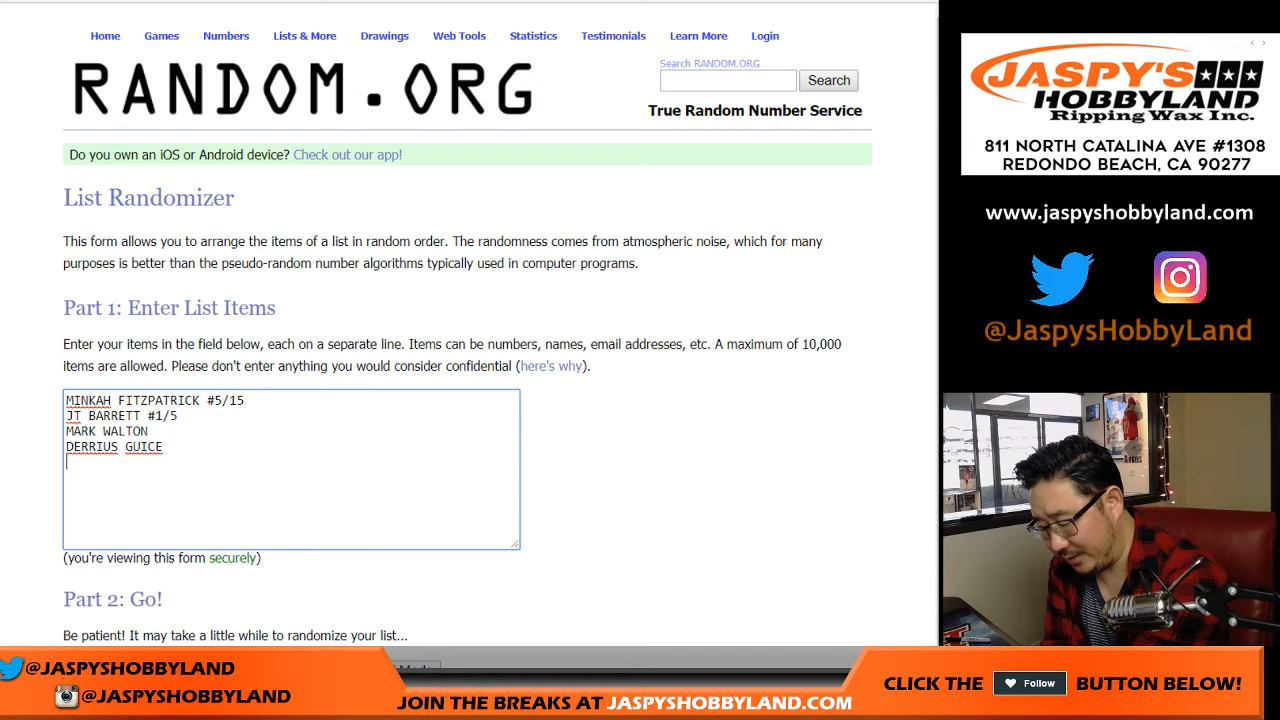 Home Games Numbers Lists & More Drawings Web Tools Statistics Testimonials Learn More Login
RANDOM.ORG
Search RANDOM.ORG
Search
True Random Number Service
Do you own an iOS or Android device? Check out our app!
List Randomizer
This form allows you to arrange the items of a list in random order. The randomness comes from atmospheric noise, which for many
purposes is better than the pseudo-random number algorithms typically used in computer programs.
Part 1: Enter List Items
Enter your items in the field below, each on a separate line. Items can be numbers, names, email addresses, etc. A maximum of 10,000
items are allowed. Please don't enter anything you would consider confidential (here's why).
MINKAH FITZPATRICK #5/15
JT BARRETT #1/5
MARK WALTON
DERRIUS GUICE
(you're viewing this form securely)
Part 2: Go!
Be patient! It may take a little while to randomize your list...
JASPY'S
HOBBYLAND
Ripping Wax Inc.
811 NORTH CATALINA AVE #1308
REDONDO BEACH, CA 90277
www.jaspyshobbyland.com
@JaspysHobbyLand
@JASPYSHOBBYLAND
@JASPYSHOBBYLAND
JOIN THE BREAKS AT JASPYSHOBBYLAND.COM
CLICK THE Follow BUTTON BELOW!